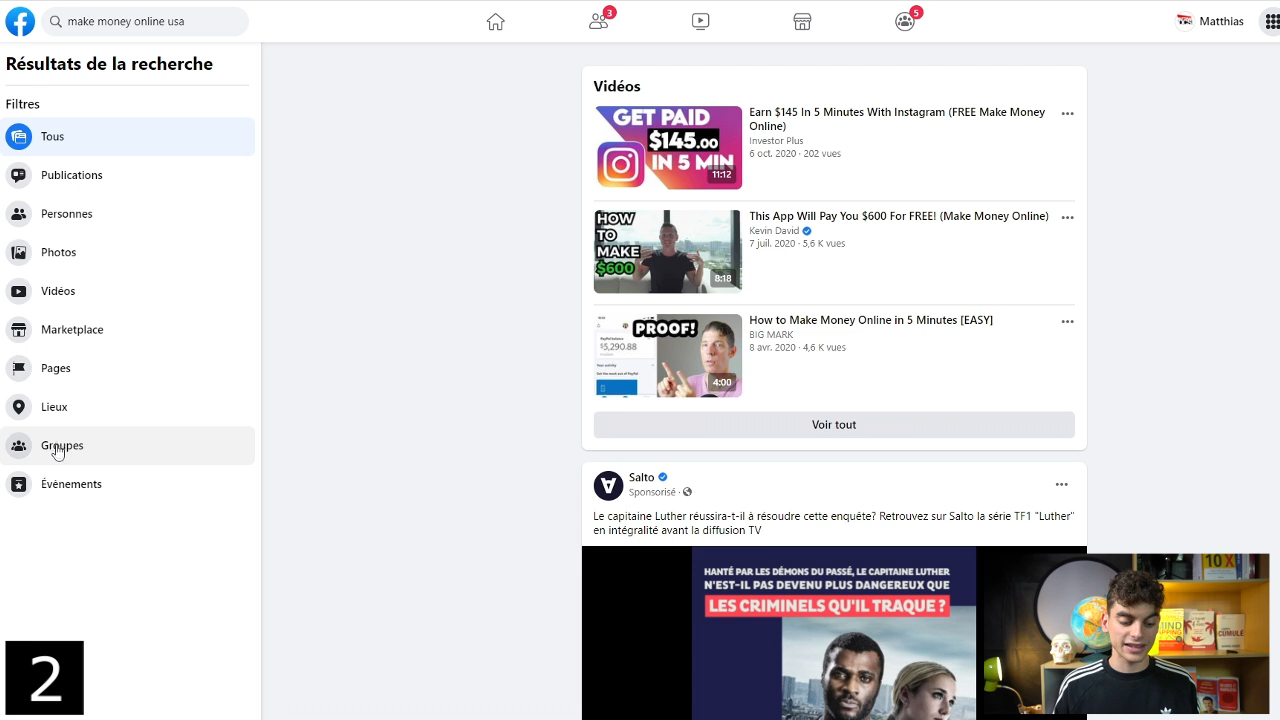 make money online usa
3
5
Matthias
Résultats de la recherche
Filtres
Tous
Publications
Personnes
Photos
Vidéos
Marketplace
Pages
Lieux
Groupes
Événements
Vidéos
GET PAID
$145.00
IN 5 MIN
11:12
Earn $145 In 5 Minutes With Instagram (FREE Make Money
Online)
Investor Plus
6 oct. 2020 · 202 vues
HOW
TO
MAKE
$600
8:18
This App Will Pay You $600 For FREE! (Make Money Online)
Kevin David
7 juil. 2020 · 5,6 K vues
PROOF!
$5,290.88
4:00
How to Make Money Online in 5 Minutes [EASY]
BIG MARK
8 avr. 2020 · 4,6 K vues
Voir tout
Salto
Sponsorisé ·
Le capitaine Luther réussira-t-il à résoudre cette enquête? Retrouvez sur Salto la série TF1 "Luther"
en intégralité avant la diffusion TV
HANTÉ PAR LES DÉMONS DU PASSÉ, LE CAPITAINE LUTHER
N'EST-IL PAS DEVENU PLUS DANGEREUX QUE
LES CRIMINELS QU'IL TRAQUE ?
10X
MIND
MAPPING
CUMULÉ
2